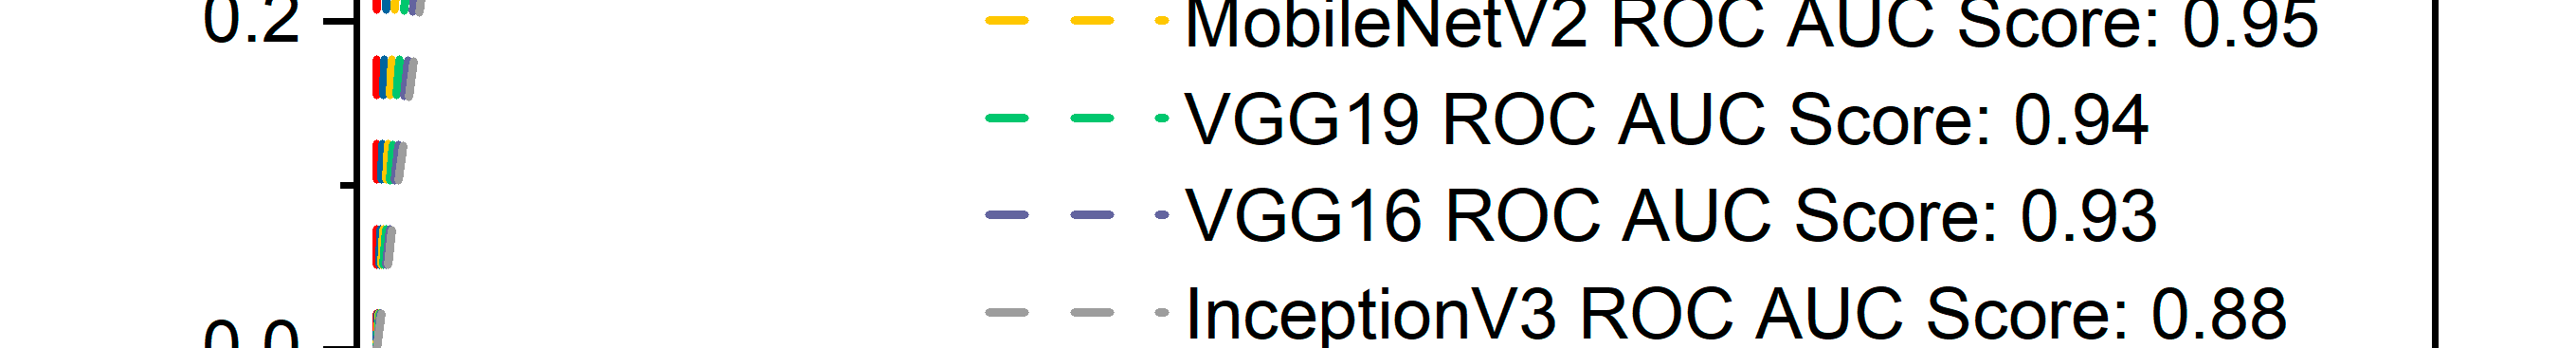 0.2
MobileNetV2 ROC AUC Score: 0.95
VGG19 ROC AUC Score: 0.94
VGG16 ROC AUC Score: 0.93
InceptionV3 ROC AUC Score: 0.88
0.0